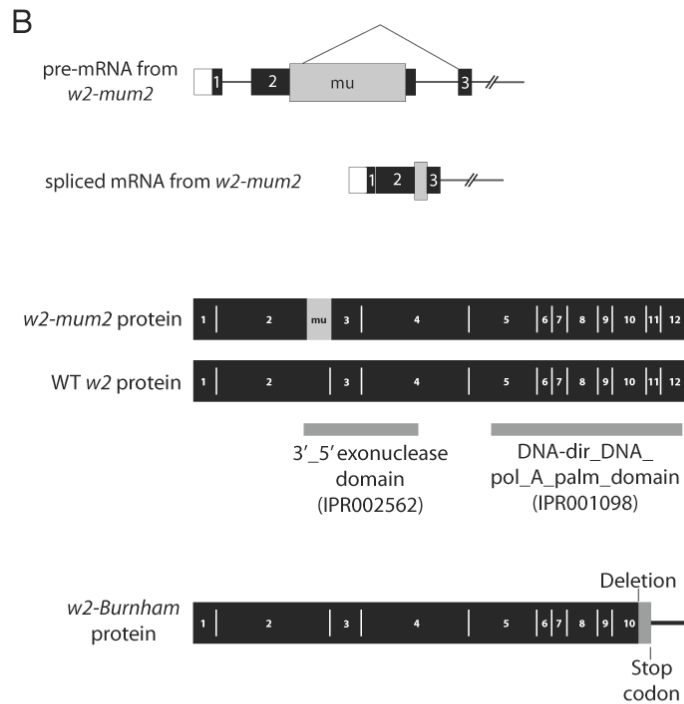 B
pre-mRNA from
w2-mum2
1
2
mu
3
spliced mRNA from w2-mum2
1
2
3
w2-mum2 protein
1 2 mu 3 4 5 6 7 8 9 10 11 12
WT w2 protein
1 2 3 4 5 6 7 8 9 10 11 12
3'_5' exonuclease
domain
(IPR002562)
DNA-dir_DNA_
pol_A_palm_domain
(IPR001098)
Deletion
w2-Burnham
protein
1 2 3 4 5 6 7 8 9 10
Stop
codon